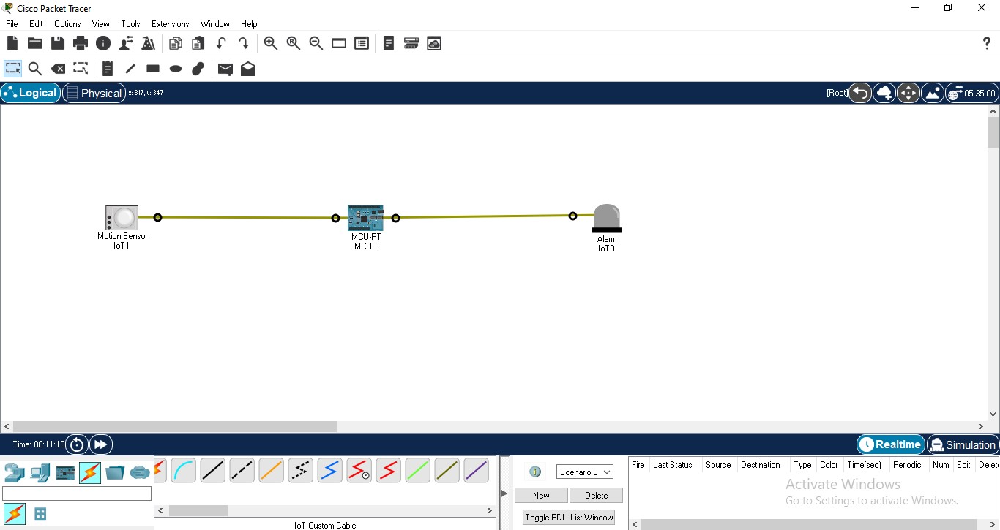 Cisco Packet Tracer
File Edit Options View Tools Extensions Window Help
Logical Physical x: 817, y: 347 [Root] 05:35:00
Motion Sensor
IoT1
MCU-PT
MCU0
Alarm
IoT0
Time: 00:11:10 Realtime Simulation
Scenario 0
New Delete
Toggle PDU List Window
IoT Custom Cable
Fire Last Status Source Destination Type Color Time(sec) Periodic Num Edit Delet
Activate Windows
Go to Settings to activate Windows.